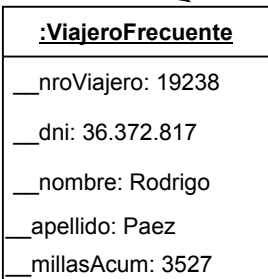 :ViajeroFrecuente
__nroViajero: 19238
__dni: 36.372.817
__nombre: Rodrigo
__apellido: Paez
__millasAcum: 3527